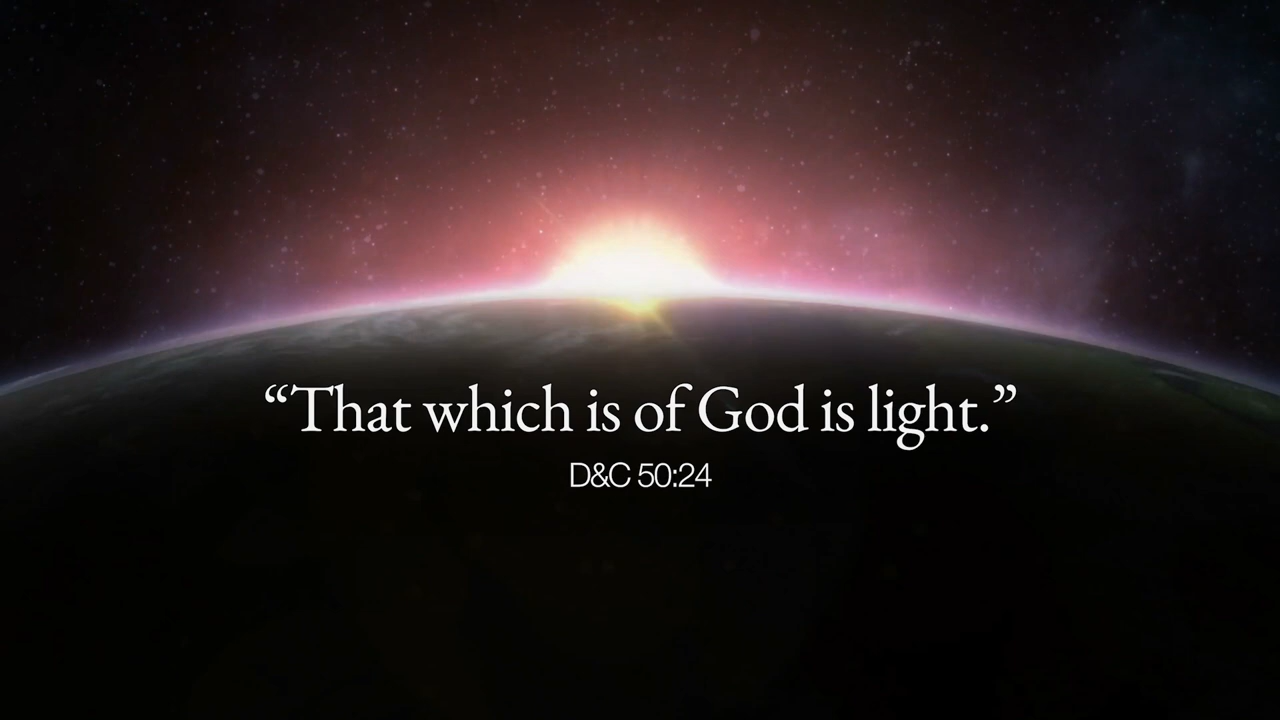 “That which is of God is light.”
D&C 50:24